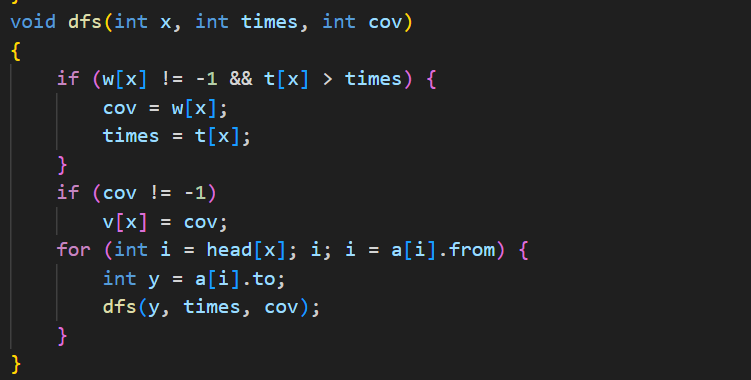 void dfs(int x, int times, int cov)
{
    if (w[x] != -1 && t[x] > times) {
        cov = w[x];
        times = t[x];
    }
    if (cov != -1)
        v[x] = cov;
    for (int i = head[x]; i; i = a[i].from) {
        int y = a[i].to;
        dfs(y, times, cov);
    }
}